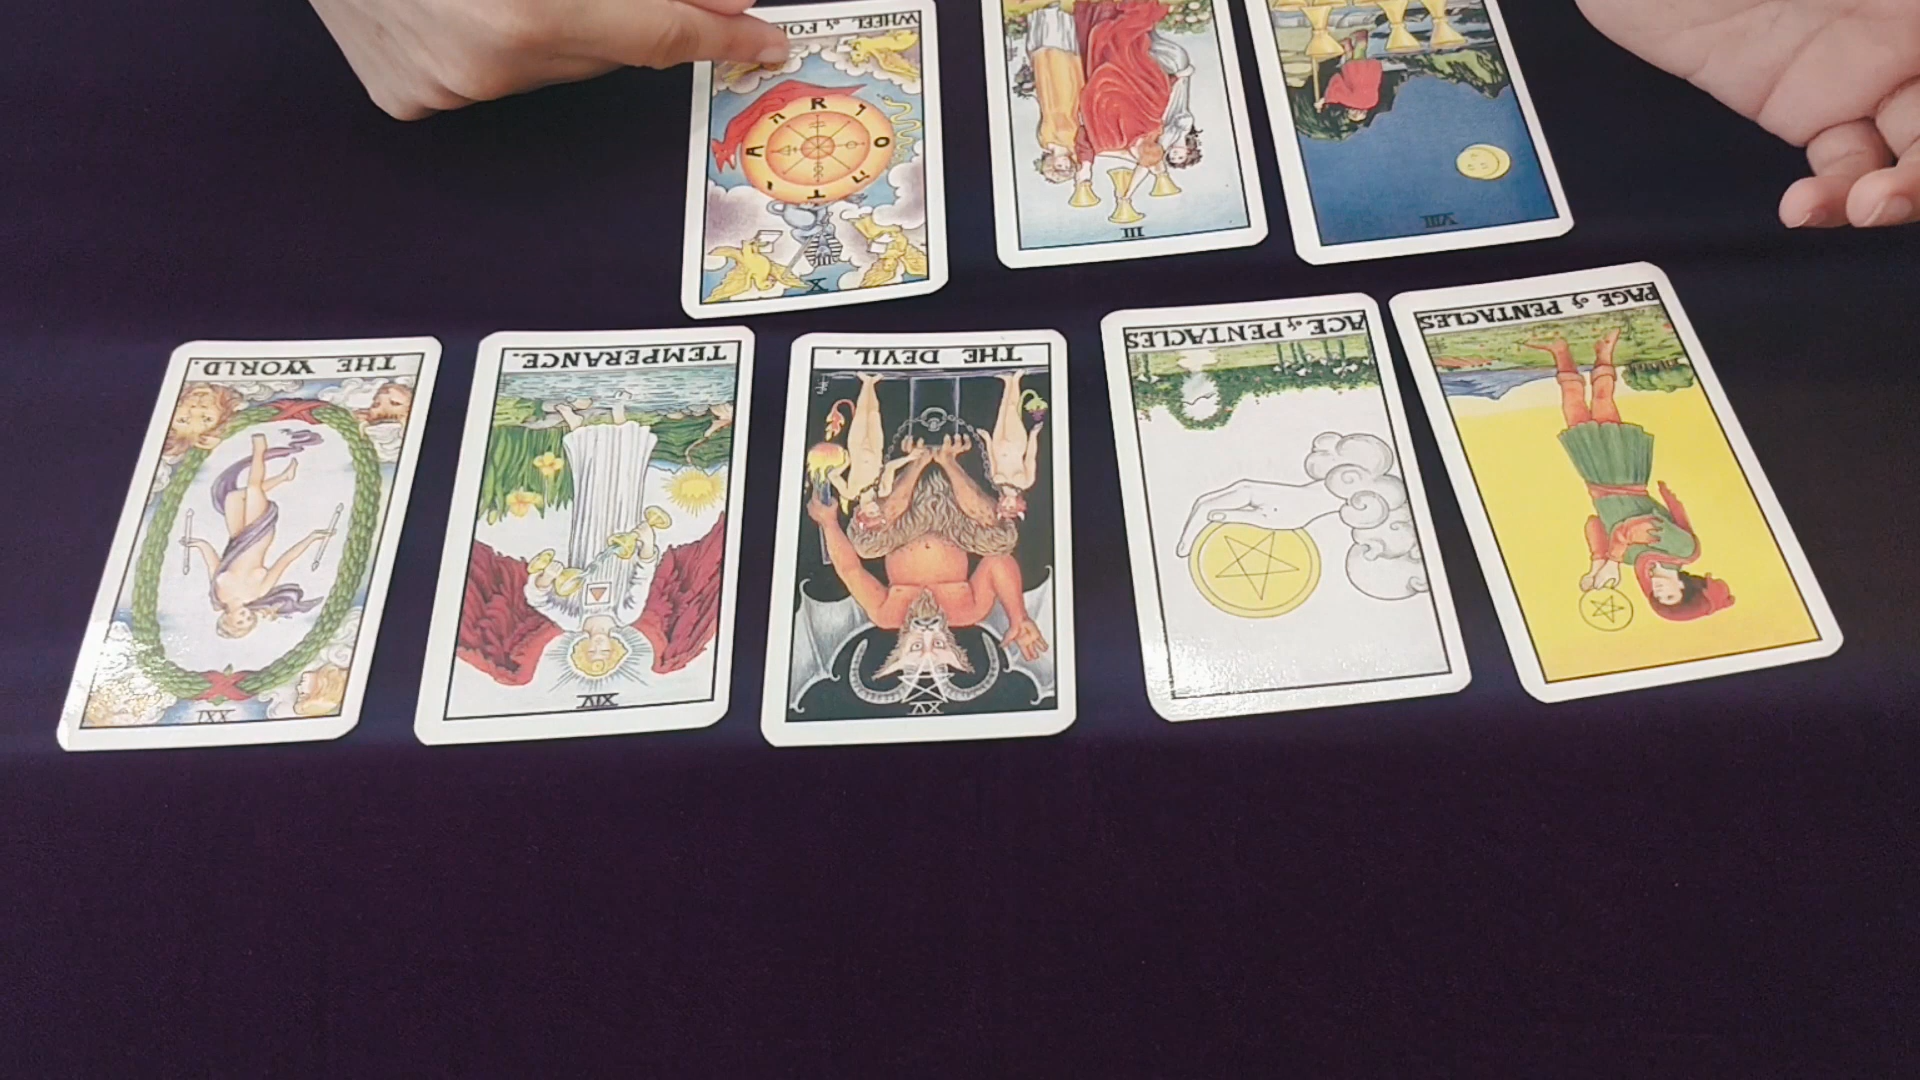 WHEEL of FOR
R
O
T
A
י
ה
ו
ה
X
III
VIII
THE WORLD.
XXI
TEMPERANCE.
XIV
THE DEVIL.
XV
ACE of PENTACLES
PAGE of PENTACLES